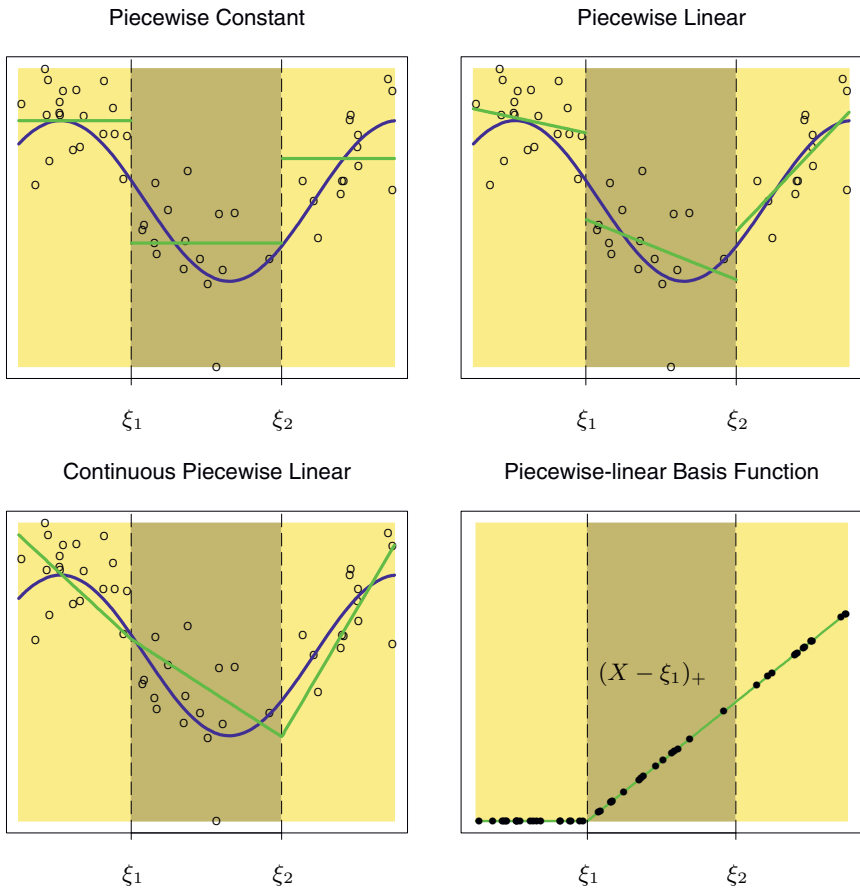 Piecewise Constant
Piecewise Linear
ξ₁
ξ₂
ξ₁
ξ₂
Continuous Piecewise Linear
Piecewise-linear Basis Function
(X − ξ₁)₊
ξ₁
ξ₂
ξ₁
ξ₂